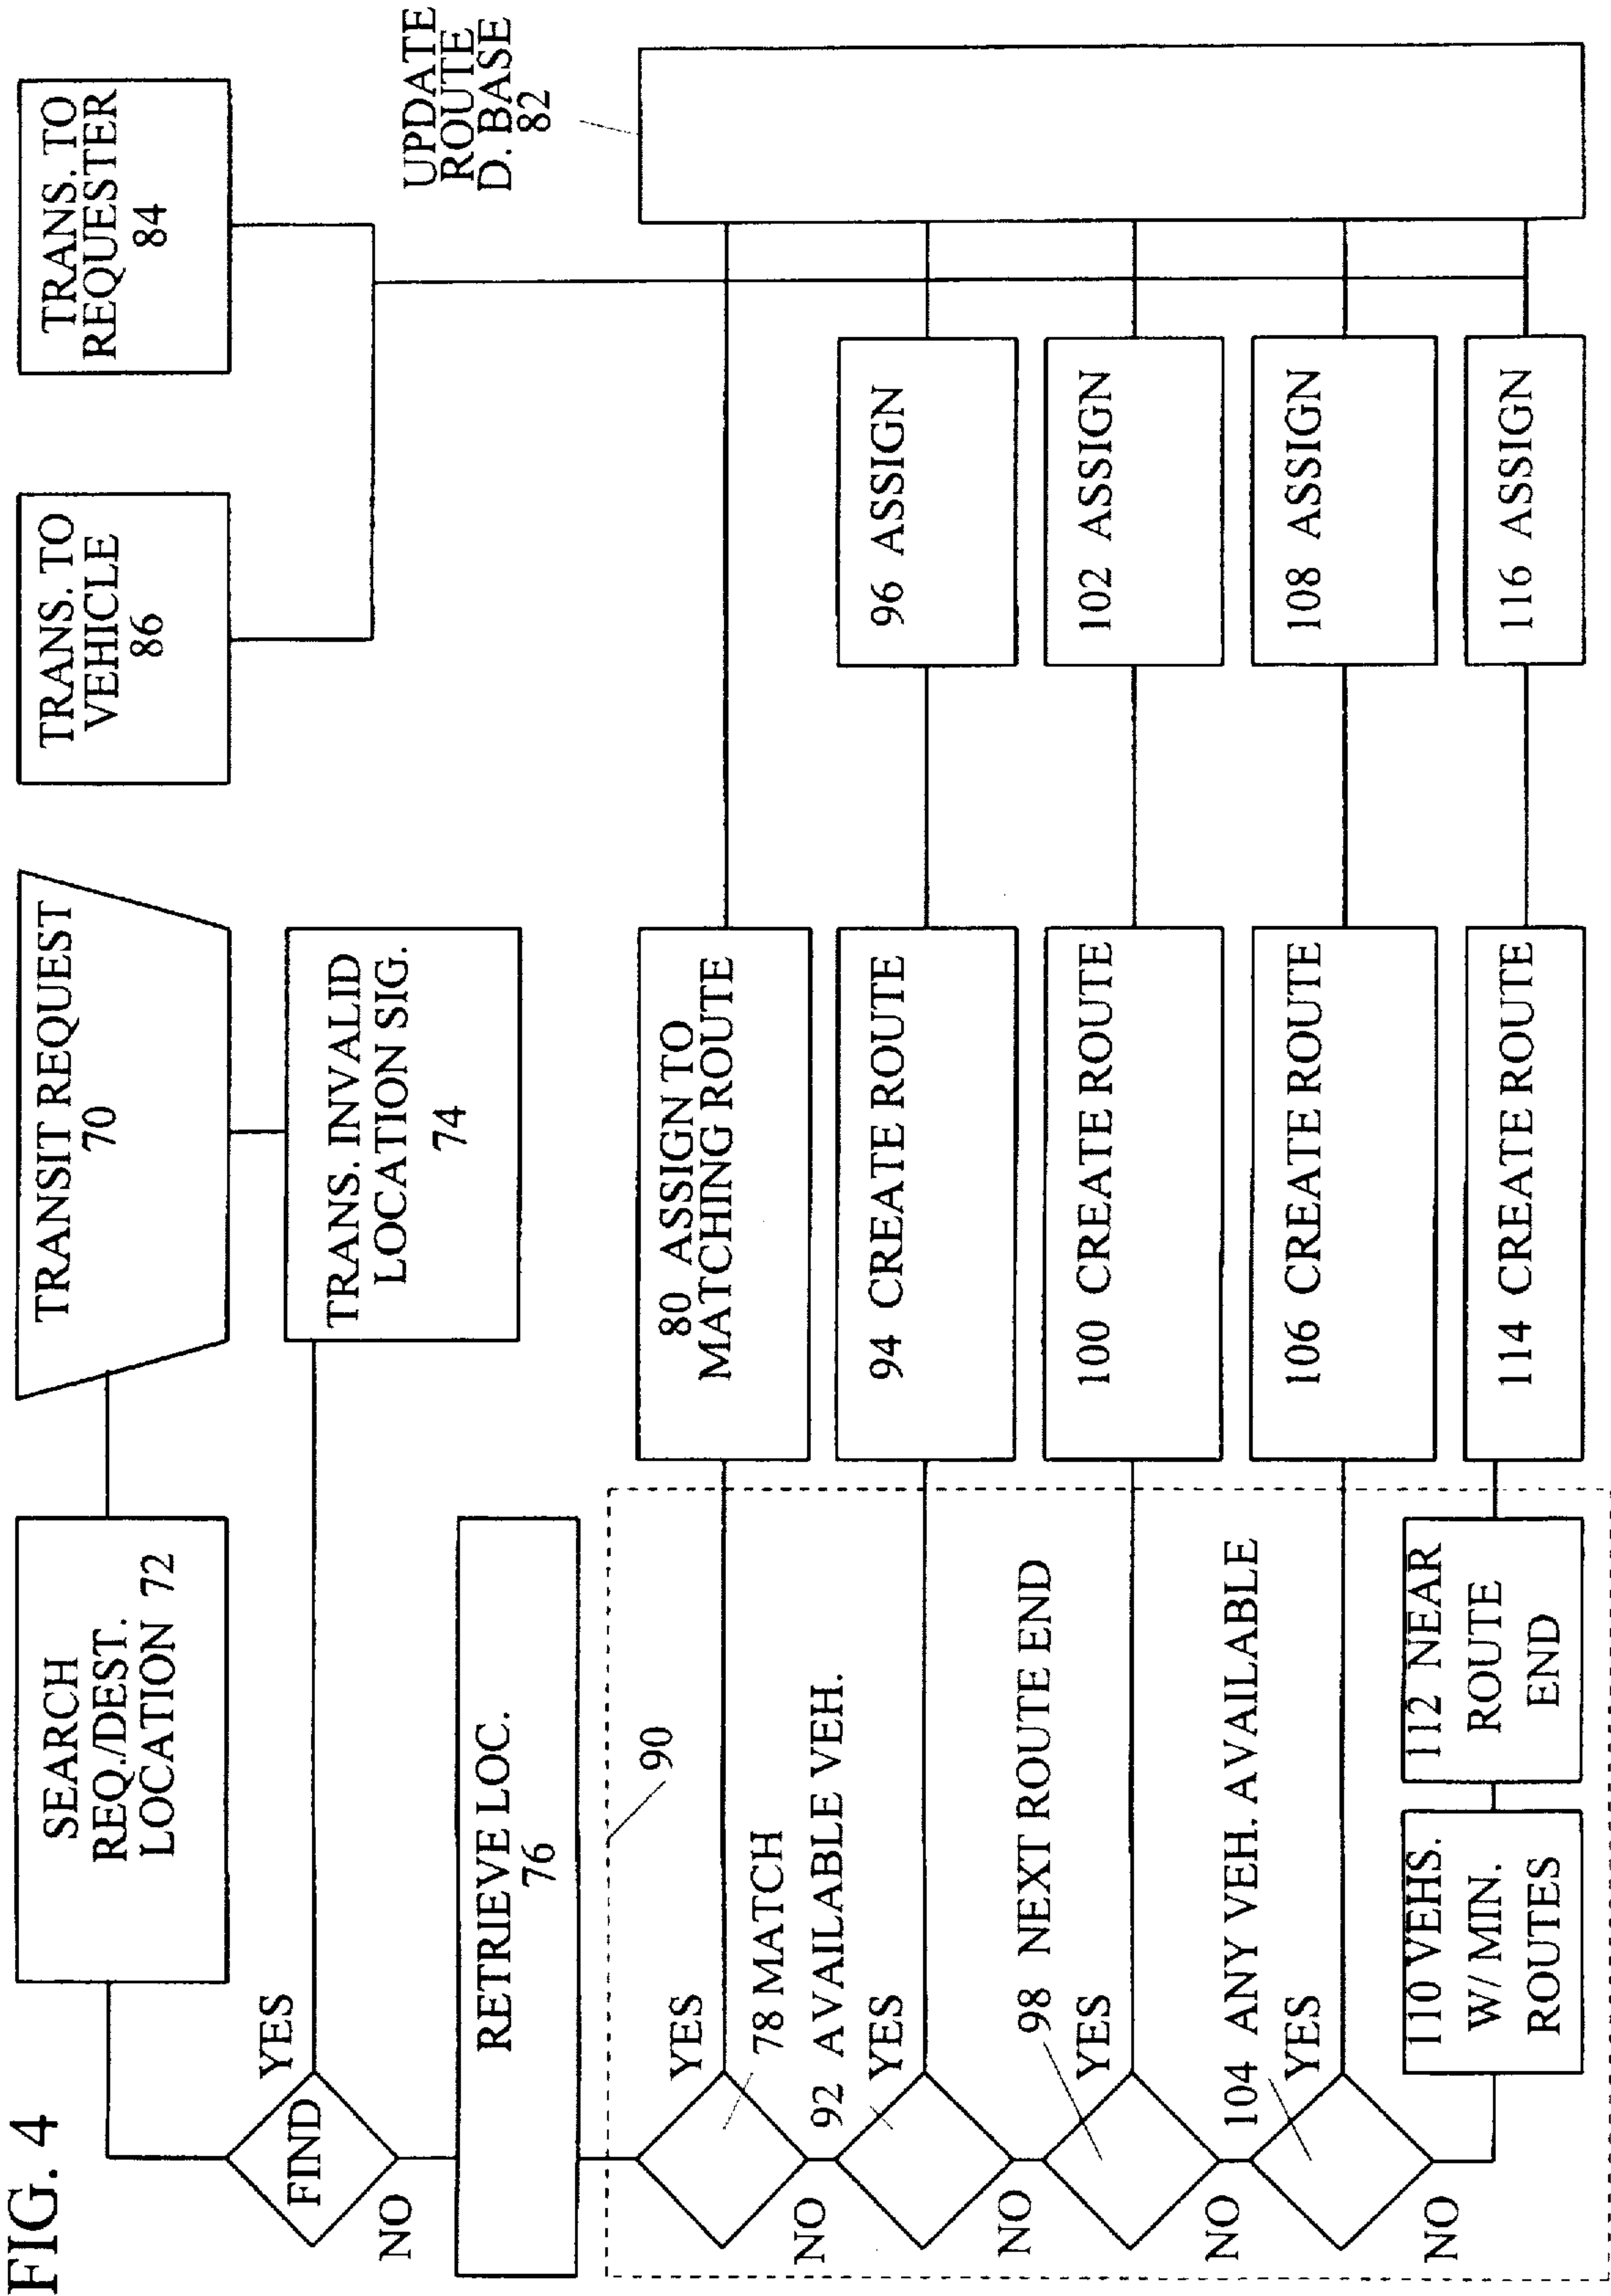 FIG. 4
SEARCH
REQ./DEST.
LOCATION 72
TRANSIT REQUEST
70
TRANS. TO
VEHICLE
86
TRANS. TO
REQUESTER
84
FIND
YES
NO
TRANS. INVALID
LOCATION SIG.
74
RETRIEVE LOC.
76
UPDATE
ROUTE
D. BASE
82
90
YES
78 MATCH
NO
80 ASSIGN TO
MATCHING ROUTE
92 AVAILABLE VEH.
YES
NO
94 CREATE ROUTE
96 ASSIGN
98 NEXT ROUTE END
YES
NO
100 CREATE ROUTE
102 ASSIGN
104 ANY VEH. AVAILABLE
YES
NO
106 CREATE ROUTE
108 ASSIGN
110 VEHS.
W/ MIN.
ROUTES
112 NEAR
ROUTE
END
114 CREATE ROUTE
116 ASSIGN